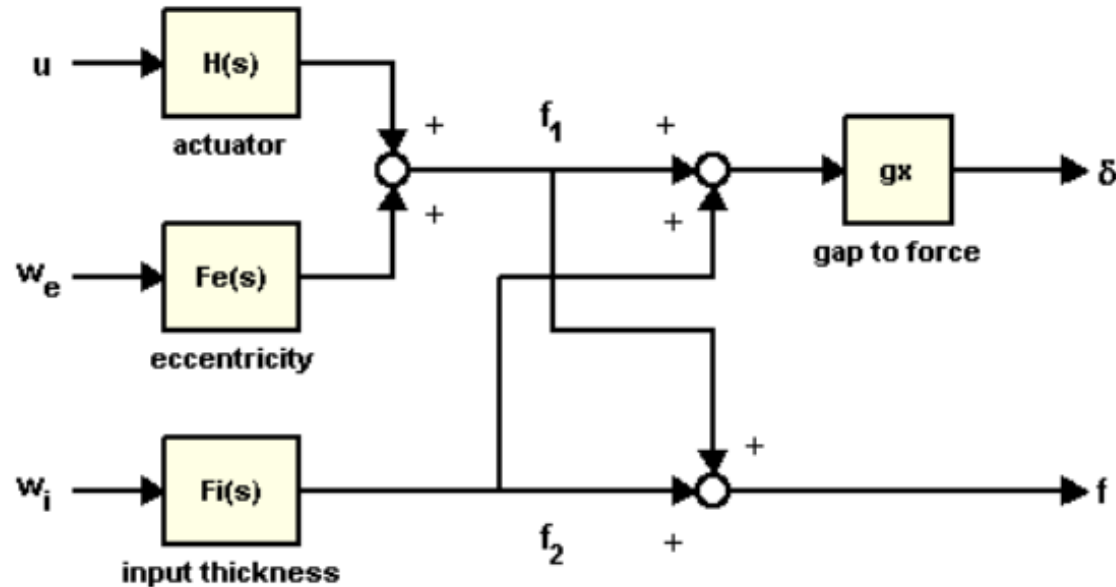 u
H(s)
actuator
+
+
f1
+
+
gx
gap to force
δ
we
Fe(s)
eccentricity
wi
Fi(s)
input thickness
f2
+
+
f